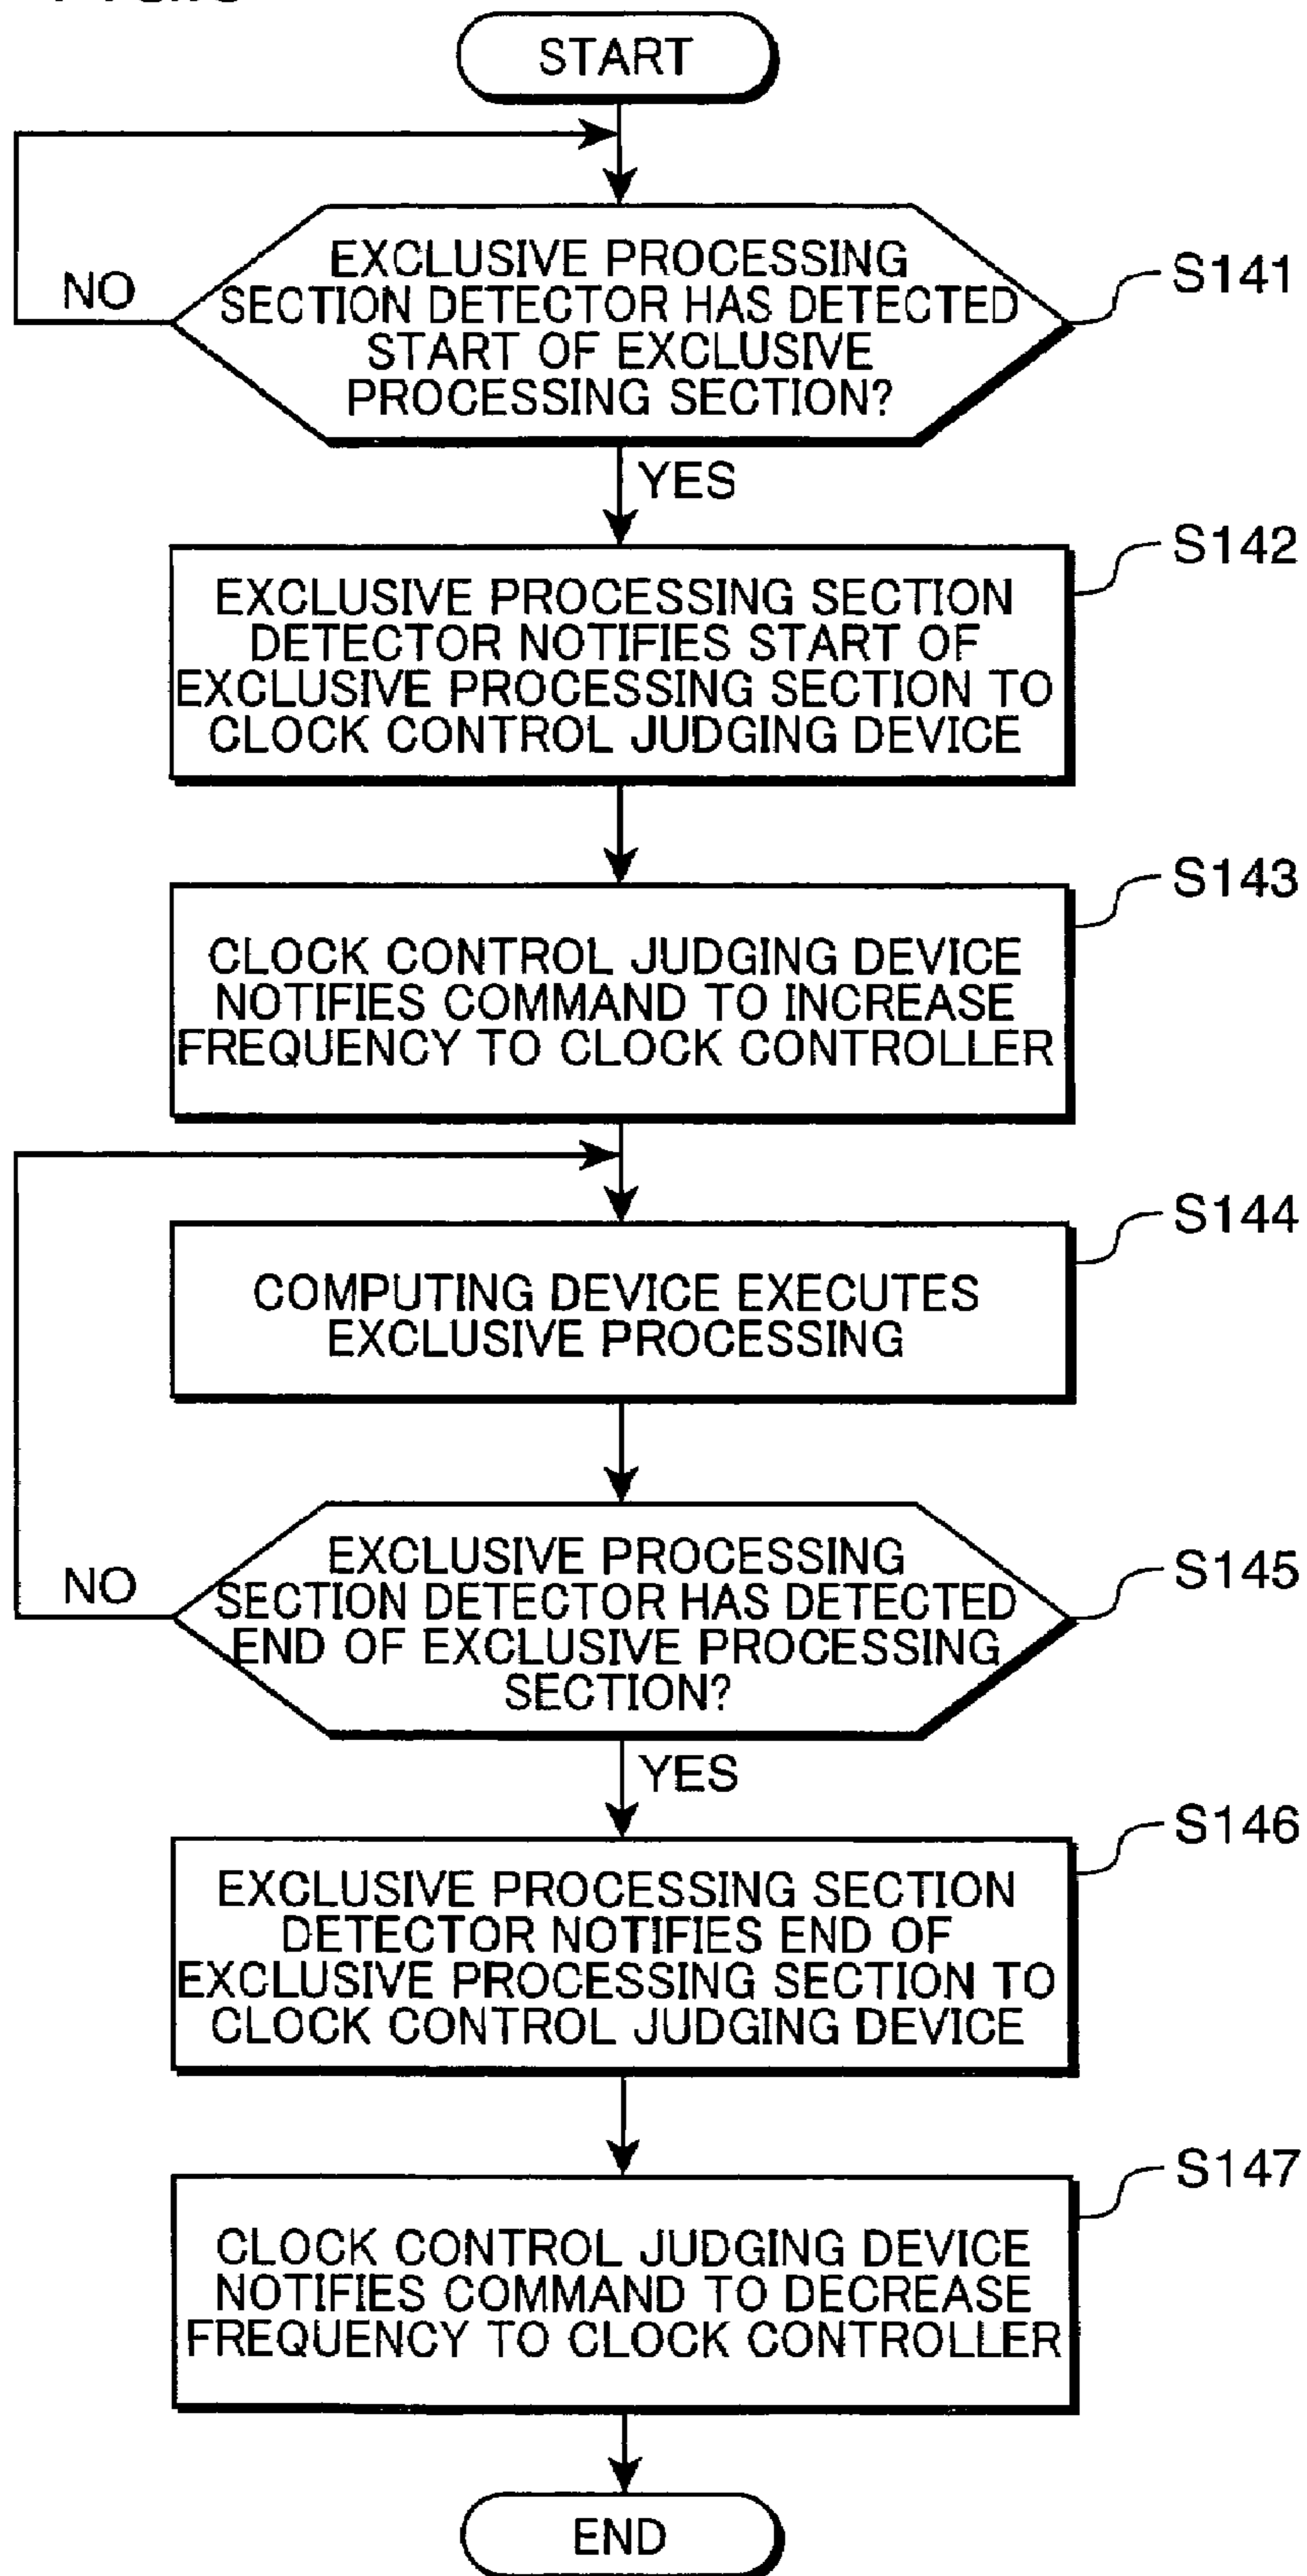 START
EXCLUSIVE PROCESSING
SECTION DETECTOR HAS DETECTED
START OF EXCLUSIVE
PROCESSING SECTION?
S141
NO
YES
S142
EXCLUSIVE PROCESSING SECTION
DETECTOR NOTIFIES START OF
EXCLUSIVE PROCESSING SECTION TO
CLOCK CONTROL JUDGING DEVICE
S143
CLOCK CONTROL JUDGING DEVICE
NOTIFIES COMMAND TO INCREASE
FREQUENCY TO CLOCK CONTROLLER
S144
COMPUTING DEVICE EXECUTES
EXCLUSIVE PROCESSING
EXCLUSIVE PROCESSING
SECTION DETECTOR HAS DETECTED
END OF EXCLUSIVE PROCESSING
SECTION?
S145
NO
YES
S146
EXCLUSIVE PROCESSING SECTION
DETECTOR NOTIFIES END OF
EXCLUSIVE PROCESSING SECTION TO
CLOCK CONTROL JUDGING DEVICE
S147
CLOCK CONTROL JUDGING DEVICE
NOTIFIES COMMAND TO DECREASE
FREQUENCY TO CLOCK CONTROLLER
END